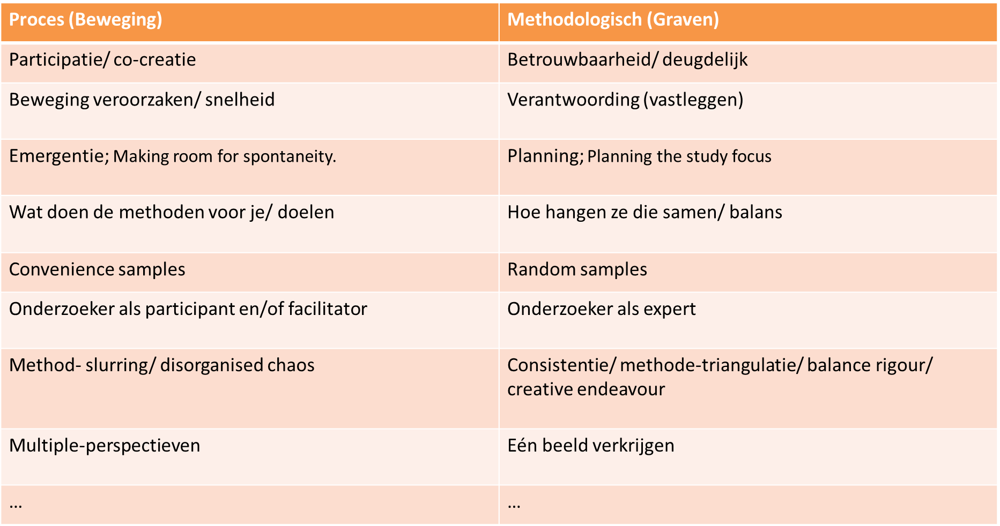 Proces (Beweging)
Methodologisch (Graven)
Participatie/ co-creatie
Betrouwbaarheid/ deugdelijk
Beweging veroorzaken/ snelheid
Verantwoording (vastleggen)
Emergentie; Making room for spontaneity.
Planning; Planning the study focus
Wat doen de methoden voor je/ doelen
Hoe hangen ze die samen/ balans
Convenience samples
Random samples
Onderzoeker als participant en/of facilitator
Onderzoeker als expert
Method- slurring/ disorganised chaos
Consistentie/ methode-triangulatie/ balance rigour/
creative endeavour
Multiple-perspectieven
Eén beeld verkrijgen
...
...